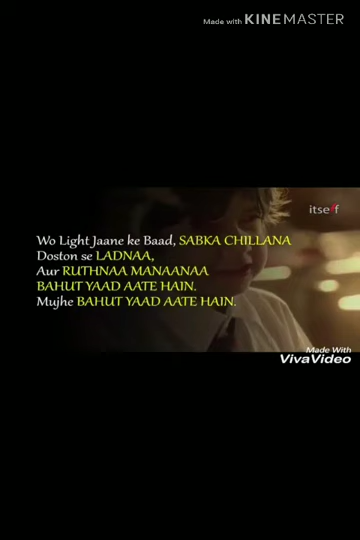 Made with KINEMASTER
itself
Wo Light Jaane ke Baad, SABKA CHILLANA
Doston se LADNAA,
Aur RUTHNAA MANAANAA
BAHUT YAAD AATE HAIN.
Mujhe BAHUT YAAD AATE HAIN.
Made With
VivaVideo